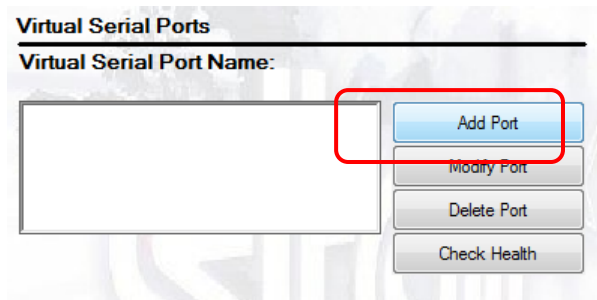 Virtual Serial Ports
Virtual Serial Port Name:
Add Port
Modify Port
Delete Port
Check Health